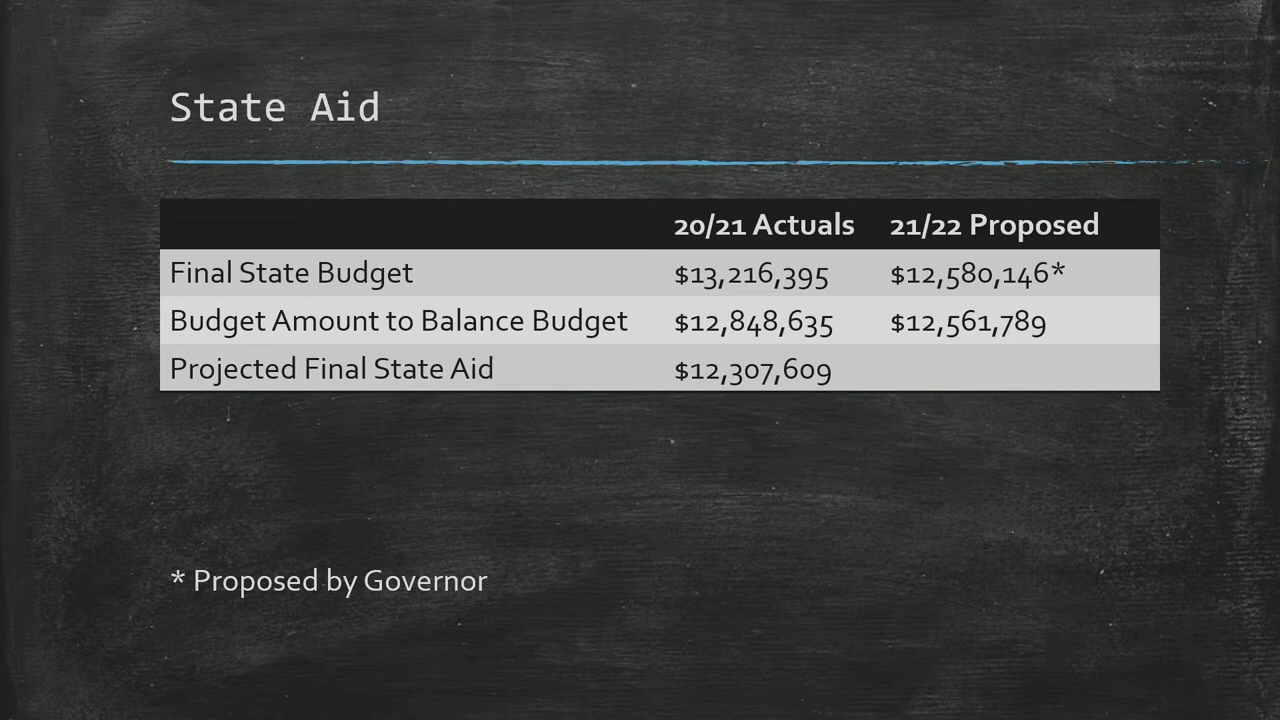 State Aid
20/21 Actuals 21/22 Proposed
Final State Budget $13,216,395 $12,580,146*
Budget Amount to Balance Budget $12,848,635 $12,561,789
Projected Final State Aid $12,307,609
* Proposed by Governor